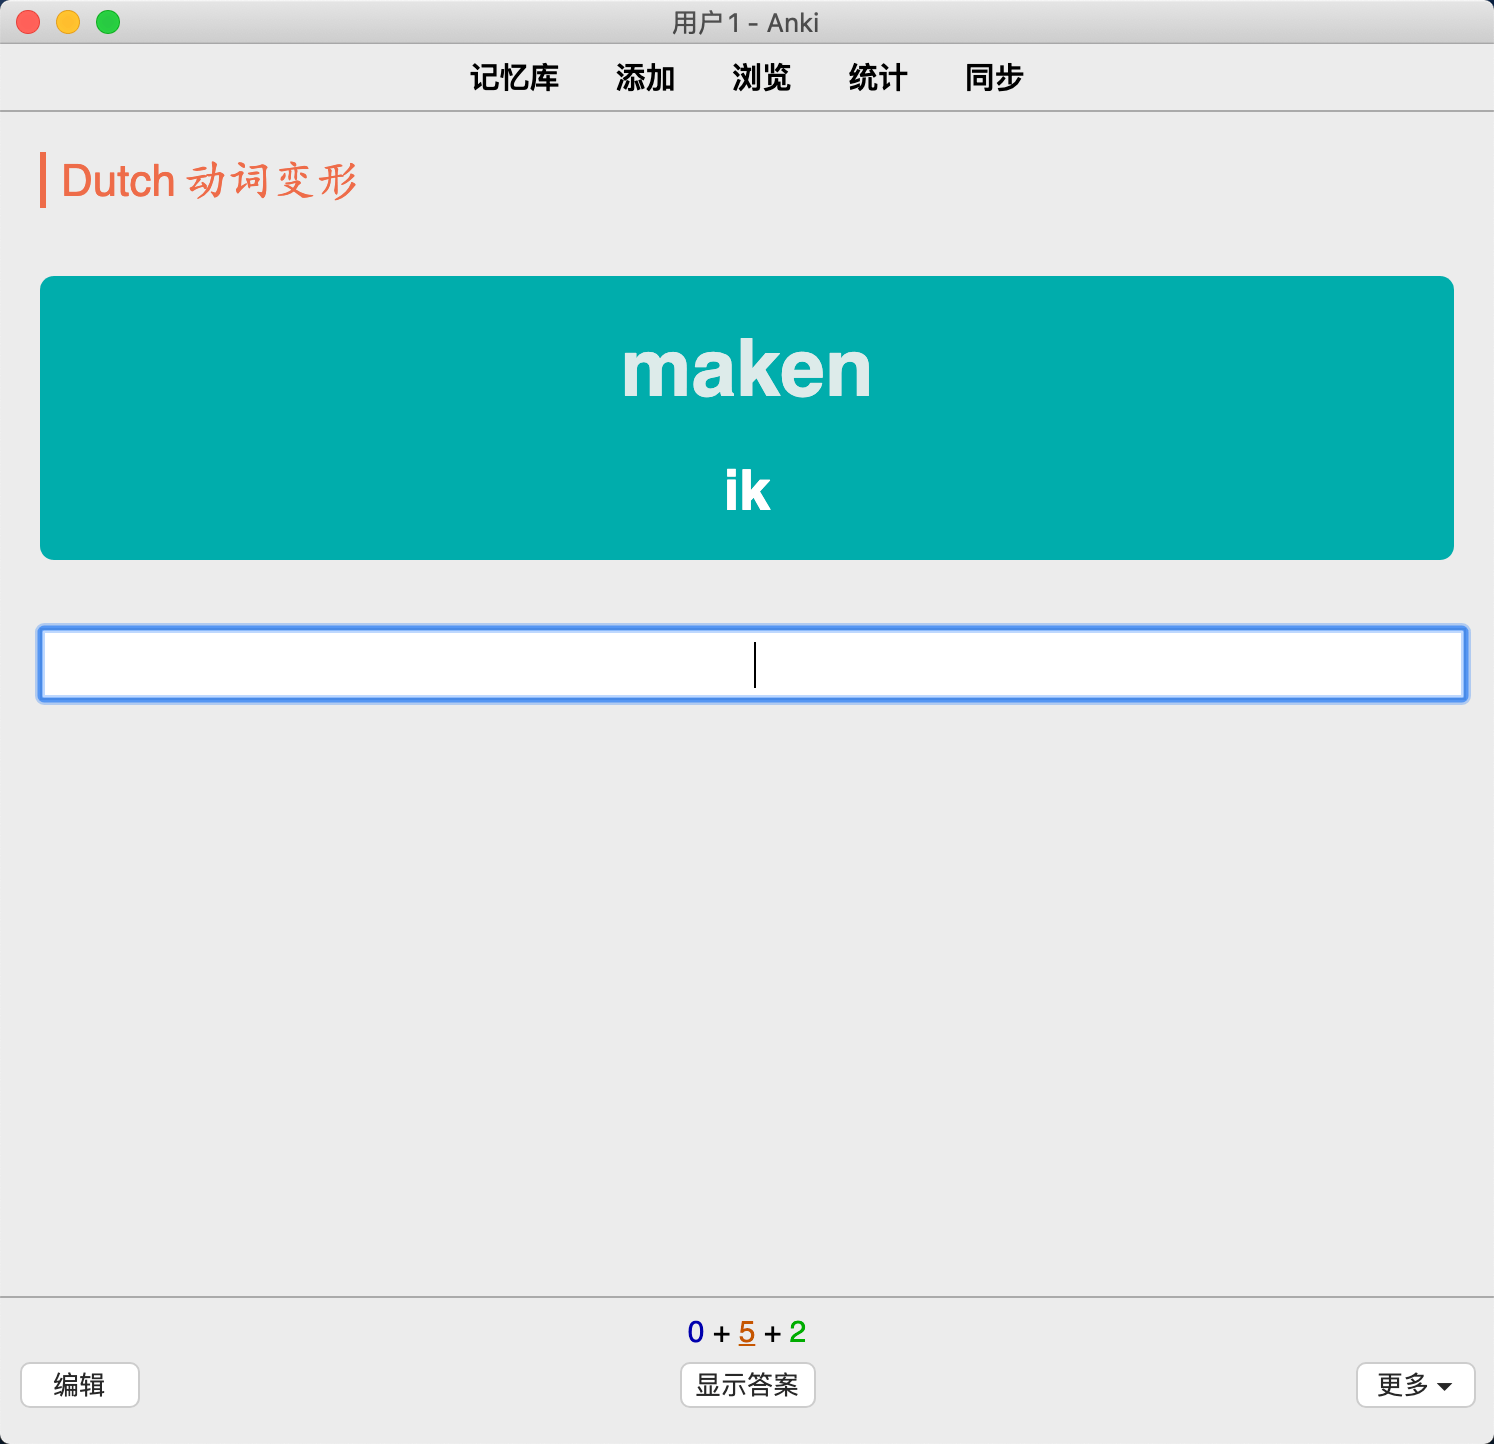 用户1 - Anki
记忆库 添加 浏览 统计 同步
Dutch 动词变形
maken
ik
0 + 5 + 2
编辑 显示答案 更多